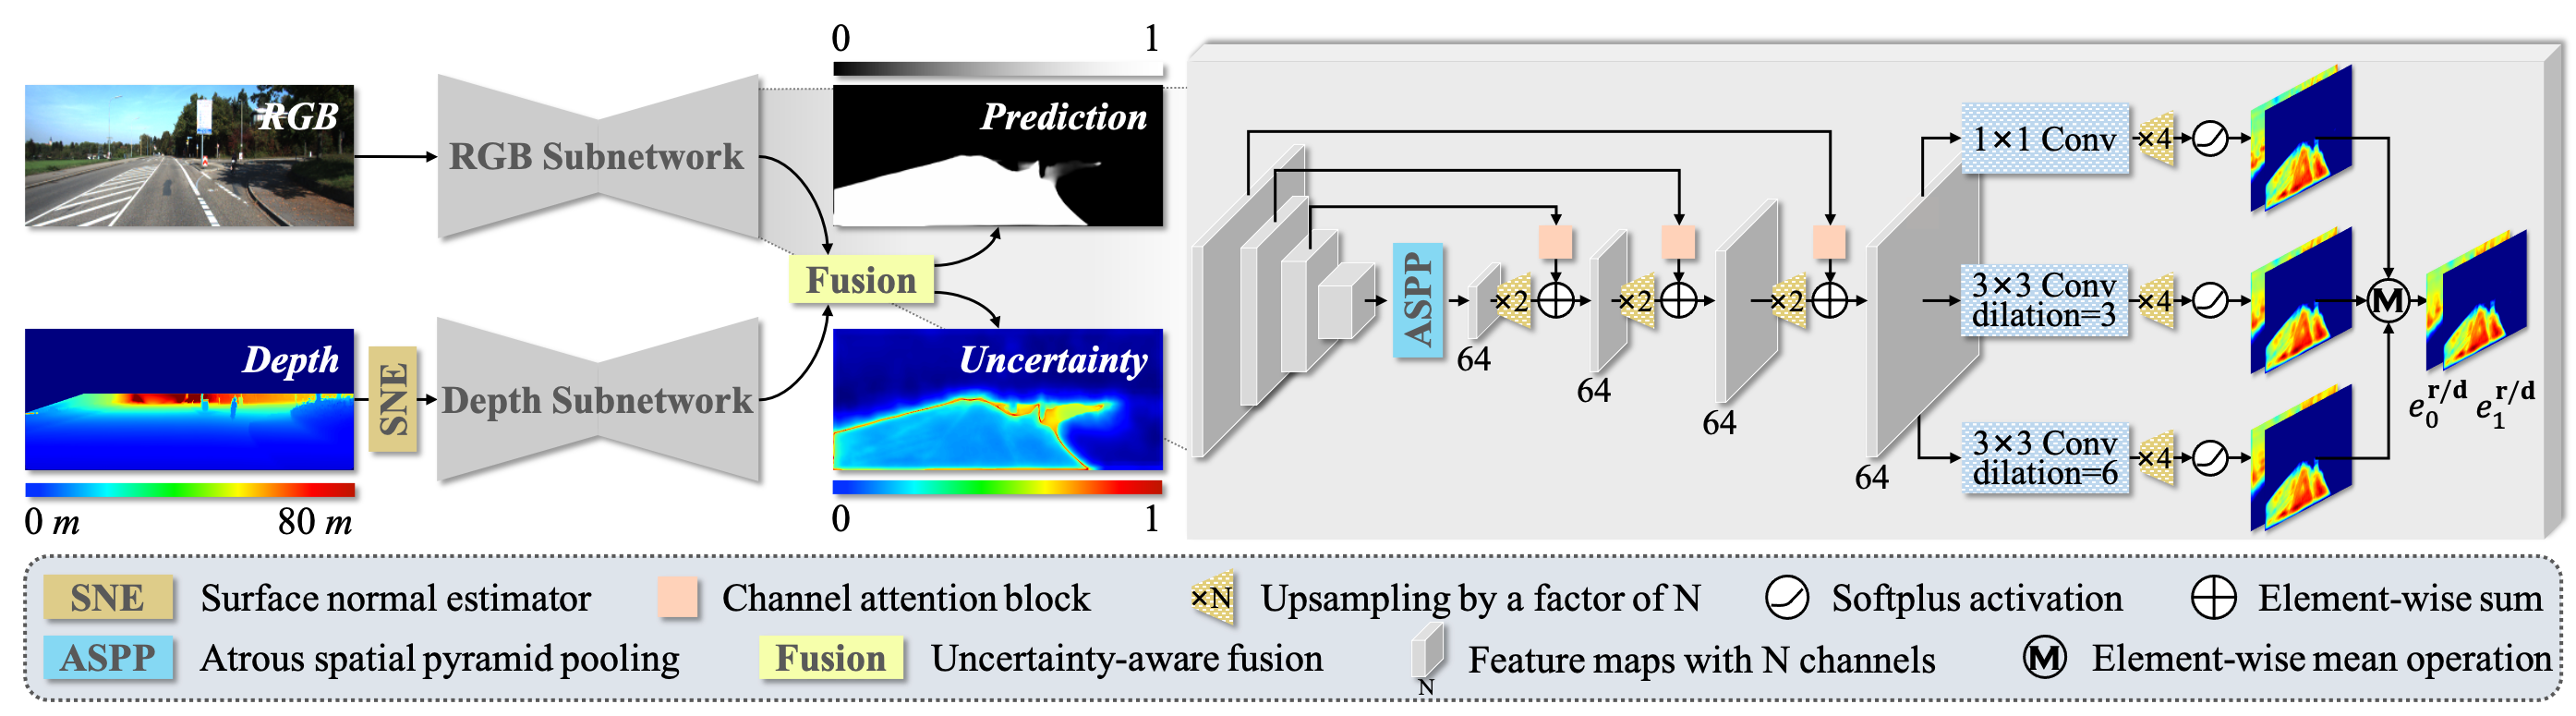 RGB
RGB Subnetwork
0 1
Prediction
Fusion
Depth
SNE
Depth Subnetwork
Uncertainty
0 m 80 m
0 1
ASPP
64
×2
64
×2
64
×2
64
1×1 Conv
×4
3×3 Conv
dilation=3
×4
3×3 Conv
dilation=6
×4
M
e₀^r/d e₁^r/d
SNE Surface normal estimator
Channel attention block
×N Upsampling by a factor of N
Softplus activation
Element-wise sum
ASPP Atrous spatial pyramid pooling
Fusion Uncertainty-aware fusion
N Feature maps with N channels
M Element-wise mean operation